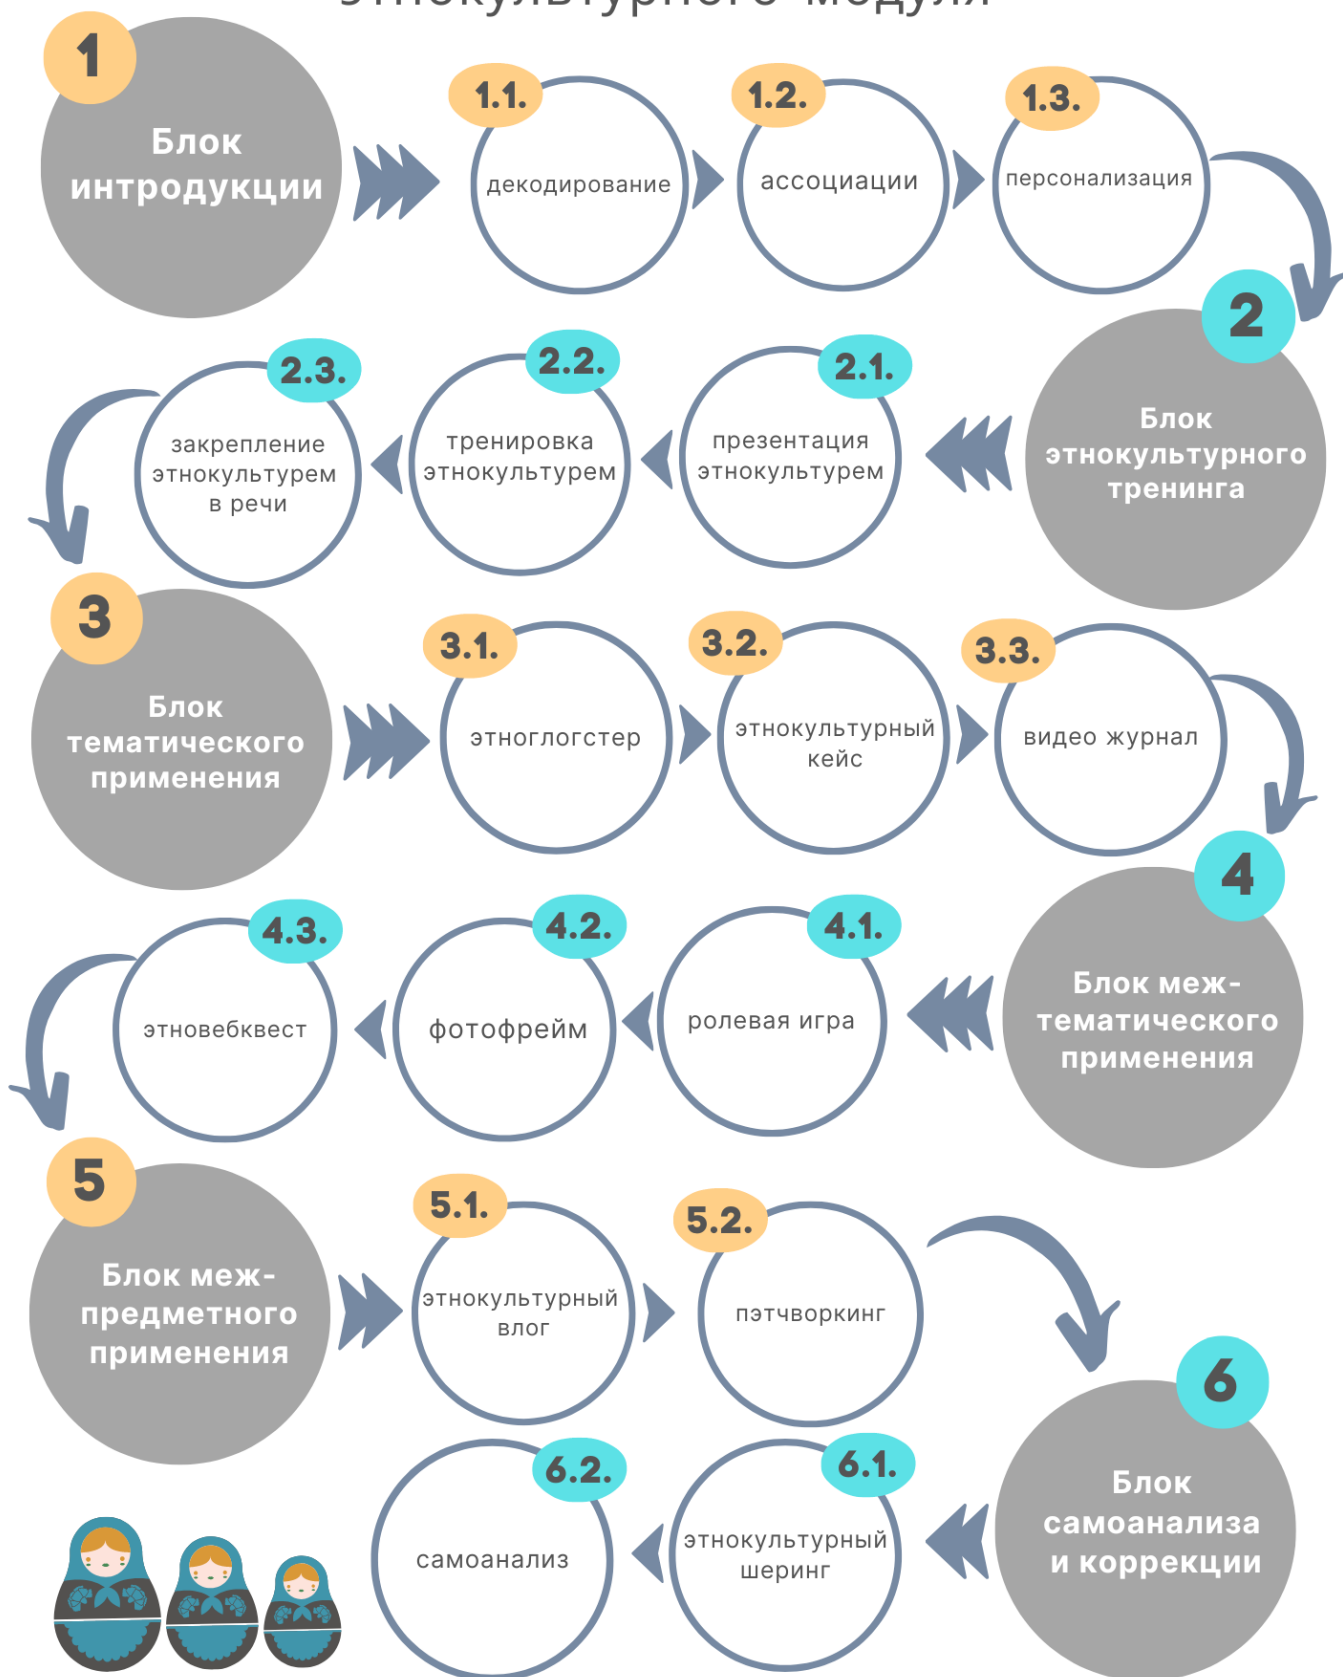 этнокультурного модуля
1
Блок
интродукции
1.1.
декодирование
1.2.
ассоциации
1.3.
персонализация
2
Блок
этнокультурного
тренинга
2.1.
презентация
этнокультурем
2.2.
тренировка
этнокультурем
2.3.
закрепление
этнокультурем
в речи
3
Блок
тематического
применения
3.1.
этноглогстер
3.2.
этнокультурный
кейс
3.3.
видео журнал
4
Блок меж-
тематического
применения
4.1.
ролевая игра
4.2.
фотофрейм
4.3.
этновебквест
5
Блок меж-
предметного
применения
5.1.
этнокультурный
влог
5.2.
пэтчворкинг
6
Блок
самоанализа
и коррекции
6.1.
этнокультурный
шеринг
6.2.
самоанализ